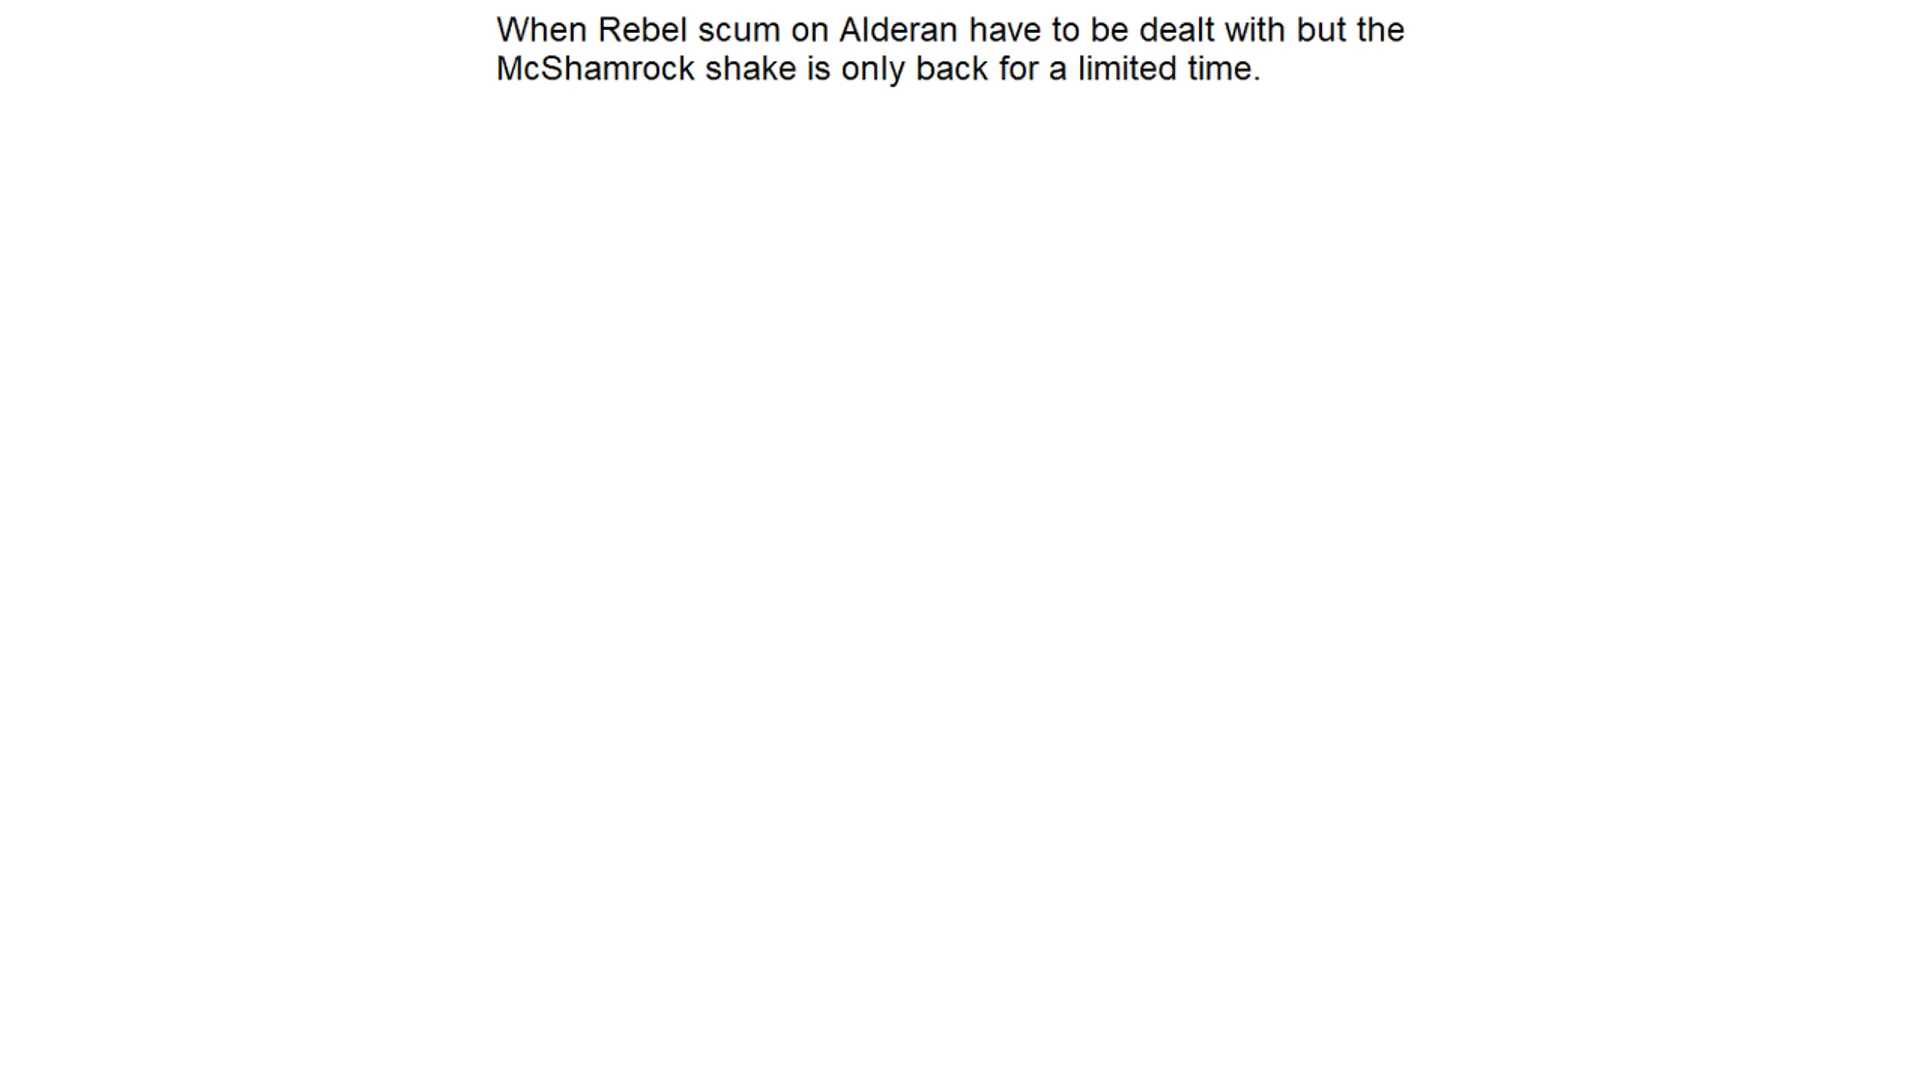 When Rebel scum on Alderan have to be dealt with but the
McShamrock shake is only back for a limited time.